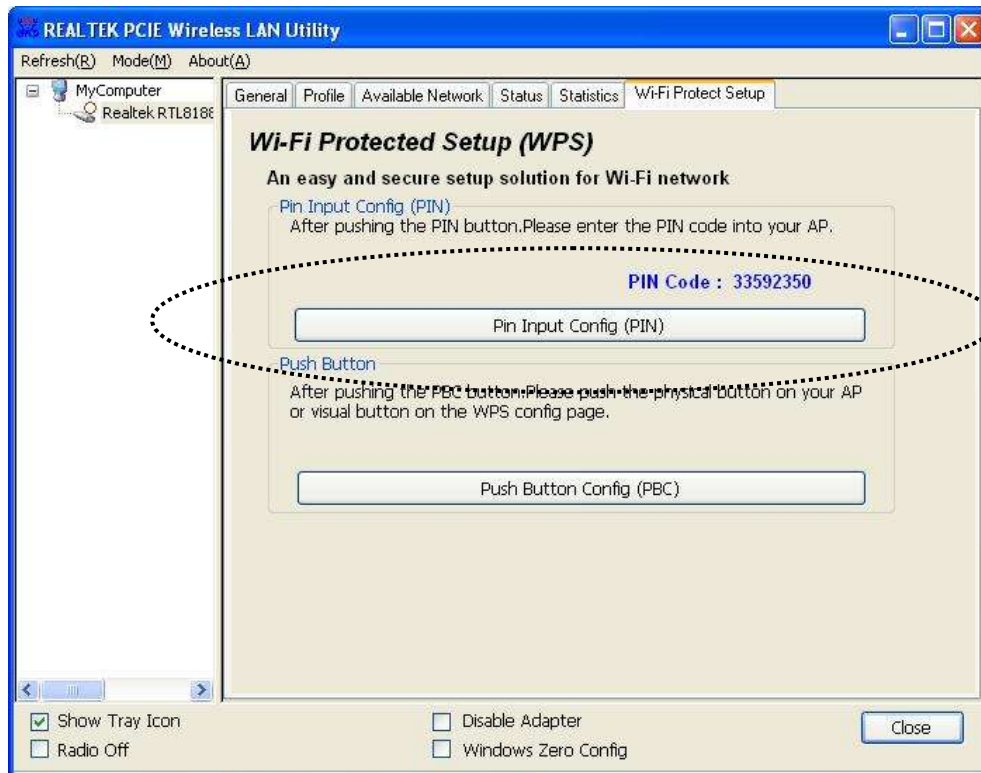 REALTEK PCIE Wireless LAN Utility
Refresh(R) Mode(M) About(A)
MyComputer
Realtek RTL8188
General Profile Available Network Status Statistics Wi-Fi Protect Setup
Wi-Fi Protected Setup (WPS)
An easy and secure setup solution for Wi-Fi network
Pin Input Config (PIN)
After pushing the PIN button.Please enter the PIN code into your AP.
PIN Code : 33592350
Pin Input Config (PIN)
Push Button
After pushing the PBC button.Please push the physical button on your AP
or visual button on the WPS config page.
Push Button Config (PBC)
Show Tray Icon
Radio Off
Disable Adapter
Windows Zero Config
Close